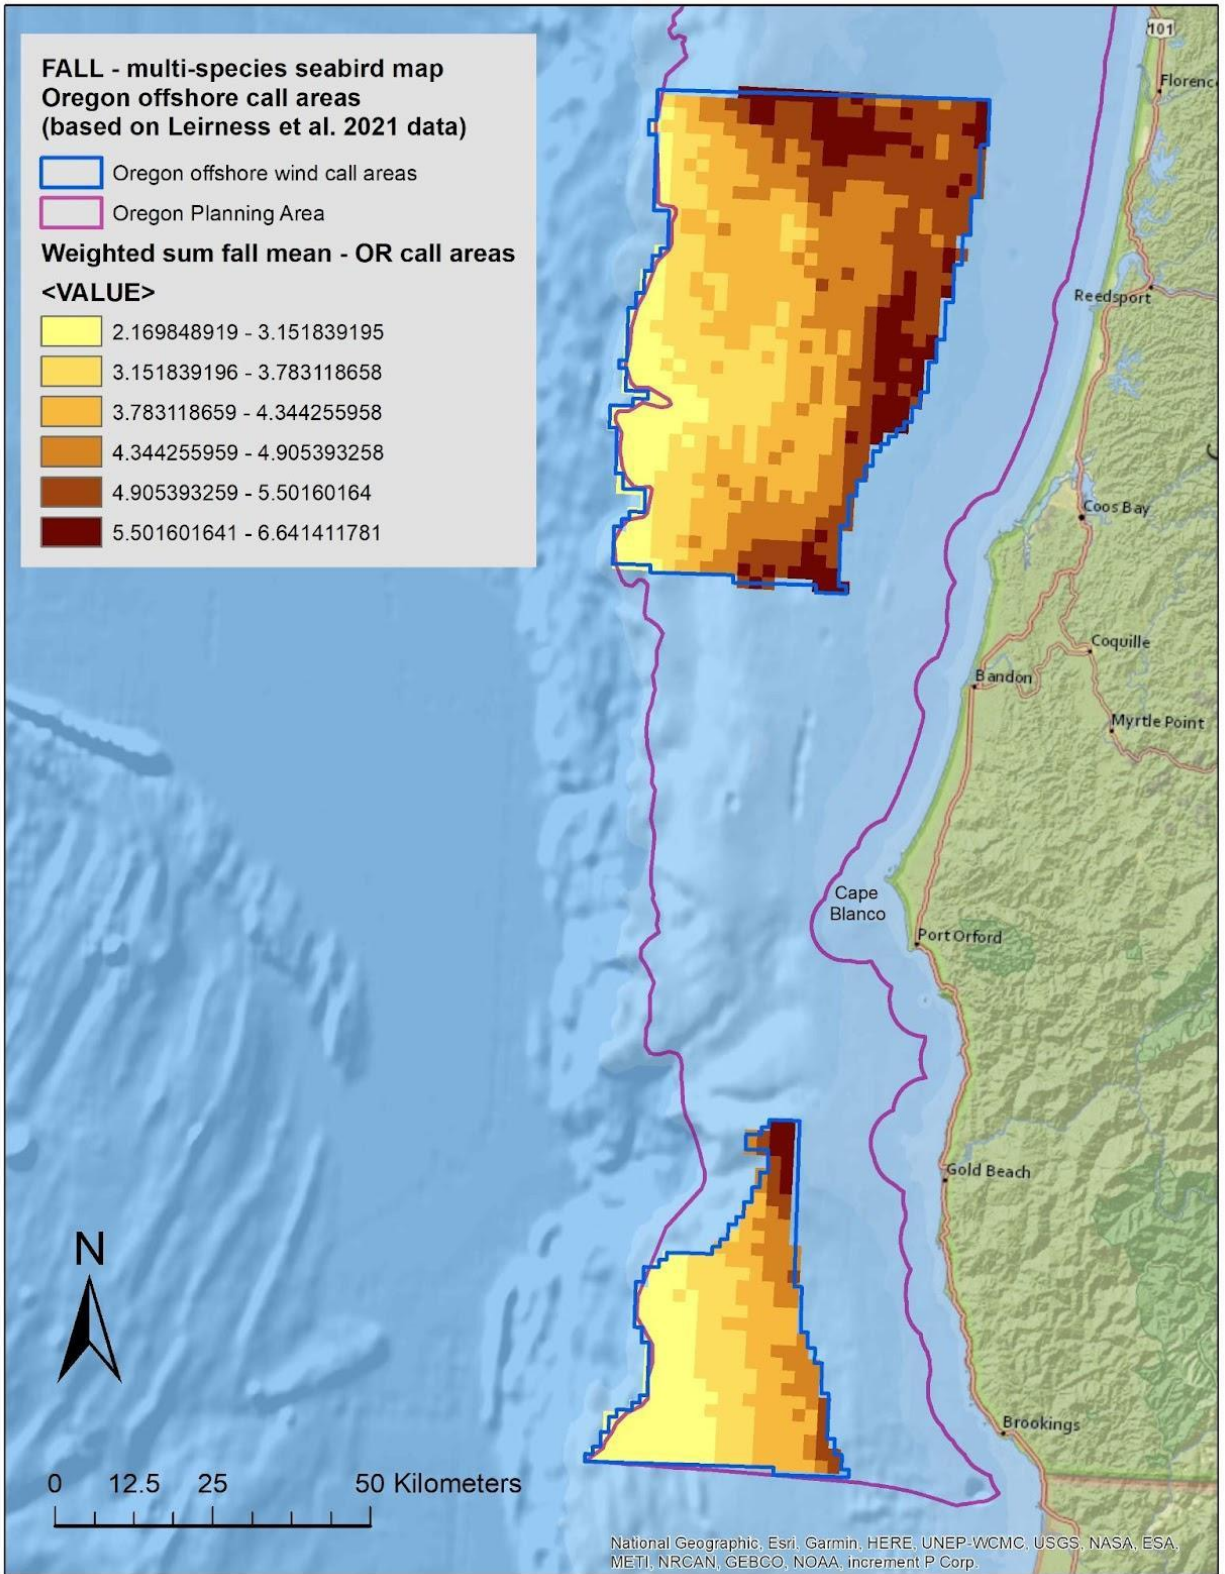 FALL - multi-species seabird map
Oregon offshore call areas
(based on Leirness et al. 2021 data)
Oregon offshore wind call areas
Oregon Planning Area
Weighted sum fall mean - OR call areas
<VALUE>
2.169848919 - 3.151839195
3.151839196 - 3.783118658
3.783118659 - 4.344255958
4.344255959 - 4.905393258
4.905393259 - 5.50160164
5.501601641 - 6.641411781
101
Florenc
Reedsport
Coos Bay
Coquille
Bandon
Myrtle Point
Cape
Blanco
Port Orford
Gold Beach
Brookings
N
0 12.5 25 50 Kilometers
National Geographic, Esri, Garmin, HERE, UNEP-WCMC, USGS, NASA, ESA,
METI, NRCAN, GEBCO, NOAA, increment P Corp.